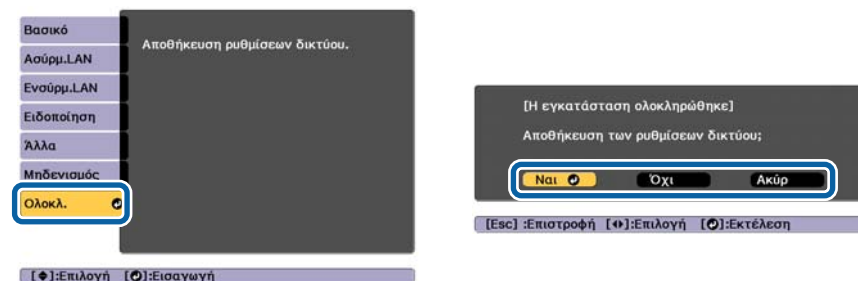 Βασικό
Ασύρμ.LAN
Ενσύρμ.LAN
Ειδοποίηση
Άλλα
Μηδενισμός
Ολοκλ.
Αποθήκευση ρυθμίσεων δικτύου.
[]:Επιλογή []:Εισαγωγή
[Η εγκατάσταση ολοκληρώθηκε]
Αποθήκευση των ρυθμίσεων δικτύου;
Ναι Όχι Ακύρ
[Esc] :Επιστροφή []:Επιλογή []:Εκτέλεση